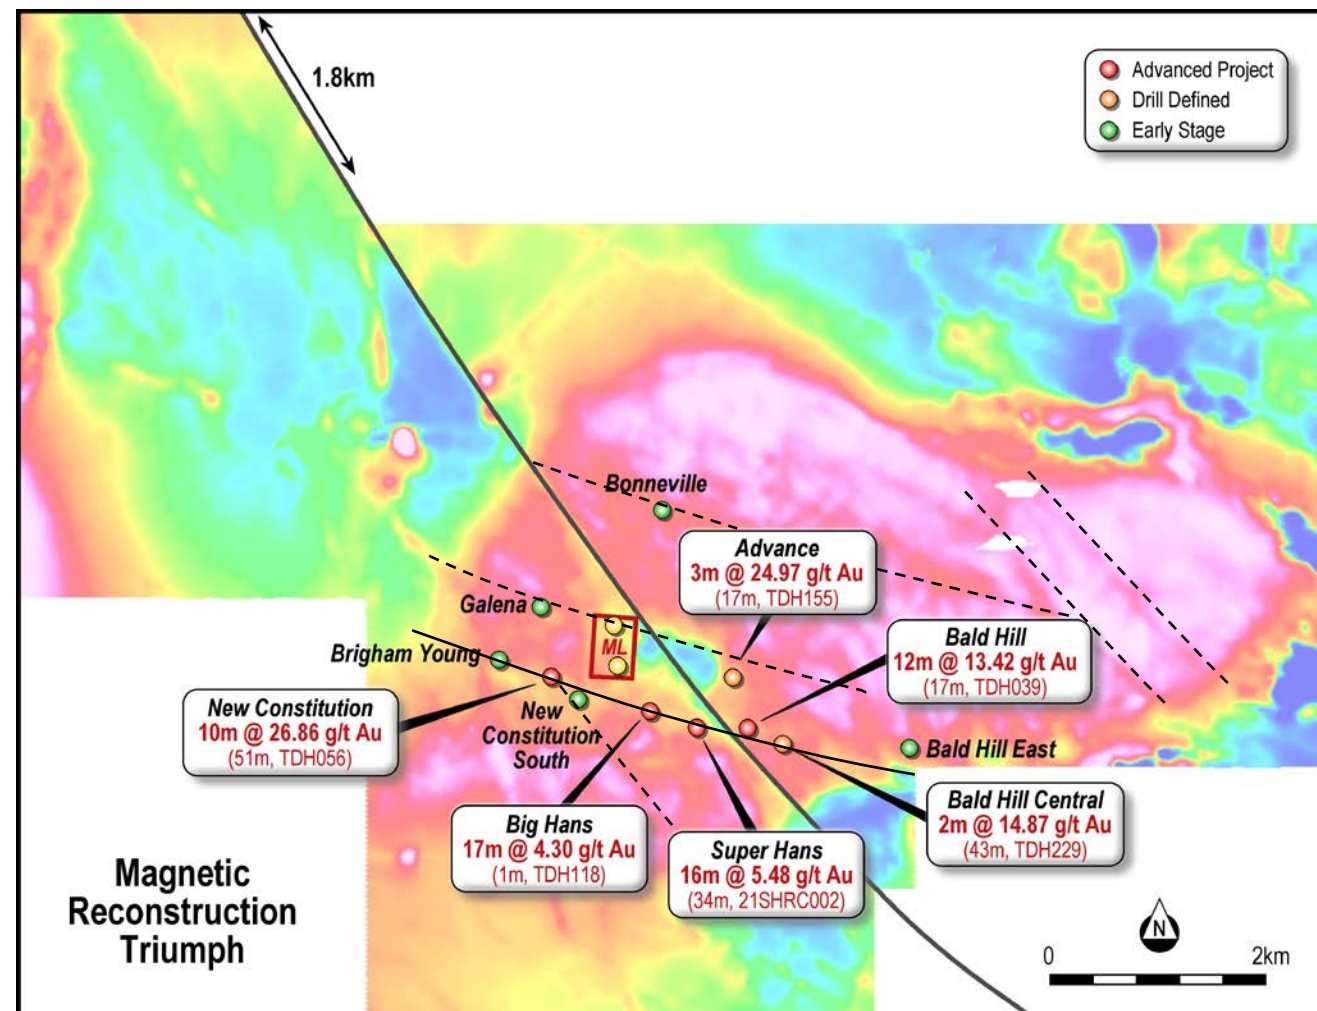 1.8km
Advanced Project
Drill Defined
Early Stage
Bonneville
Advance
3m @ 24.97 g/t Au
(17m, TDH155)
Galena
ML
Brigham Young
Bald Hill
12m @ 13.42 g/t Au
(17m, TDH039)
New Constitution
10m @ 26.86 g/t Au
(51m, TDH056)
New
Constitution
South
Bald Hill East
Big Hans
17m @ 4.30 g/t Au
(1m, TDH118)
Super Hans
16m @ 5.48 g/t Au
(34m, 21SHRC002)
Bald Hill Central
2m @ 14.87 g/t Au
(43m, TDH229)
Magnetic
Reconstruction
Triumph
N
0 2km